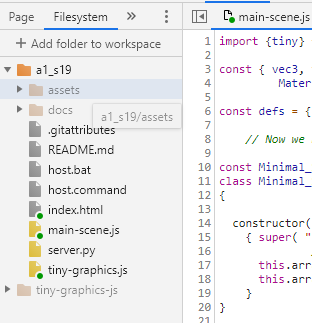 Page Filesystem »
+ Add folder to workspace
a1_s19
assets
docs
a1_s19/assets
.gitattributes
README.md
host.bat
host.command
index.html
main-scene.js
server.py
tiny-graphics.js
tiny-graphics-js
main-scene.js
1 import {tiny}
2
3 const { vec3,
4 Mater
5
6 const defs = {
7
8 // Now we
9
10 const Minimal_
11 class Minimal_
12 {
13
14 constructor(
15 { super( "
16
17 this.arr
18 this.arr
19 }
20 }